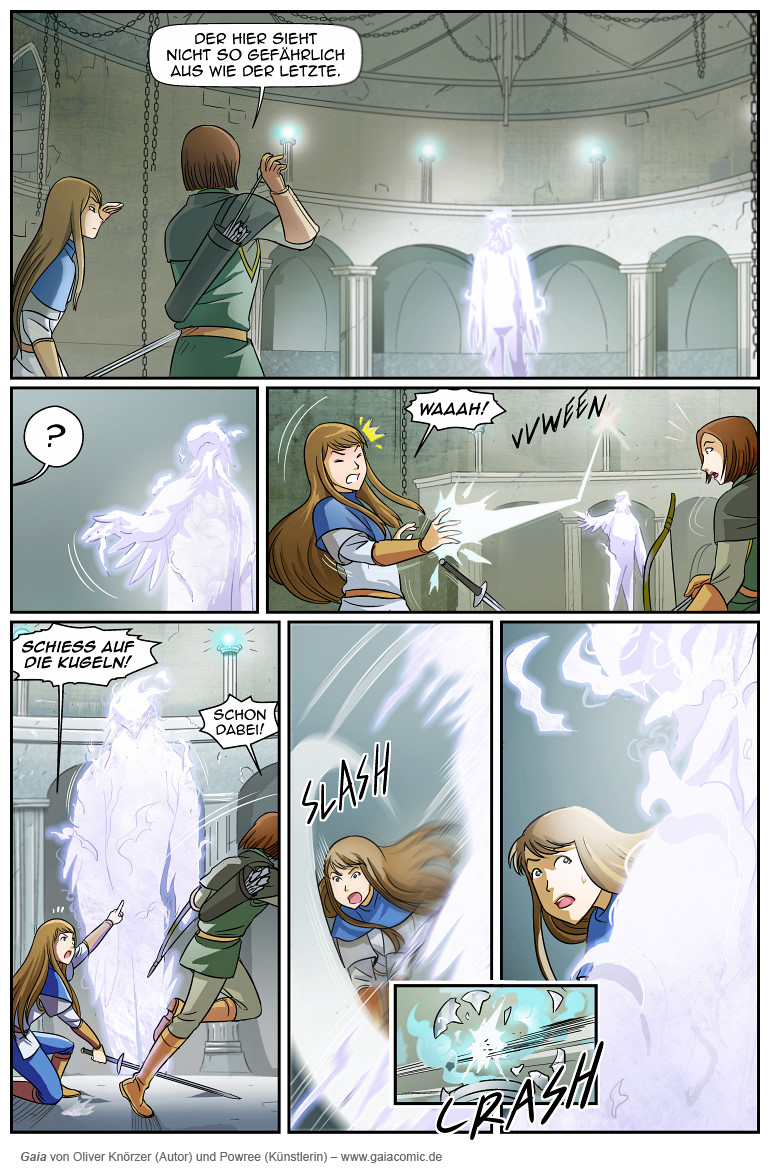 DER HIER SIEHT
NICHT SO GEFÄHRLICH
AUS WIE DER LETZTE.
?
WAAAH!
VVWEEN
SCHIESS AUF
DIE KUGELN!
SCHON
DABEI!
SLASH
CRASH
Gaia von Oliver Knörzer (Autor) und Powree (Künstlerin) – www.gaiacomic.de